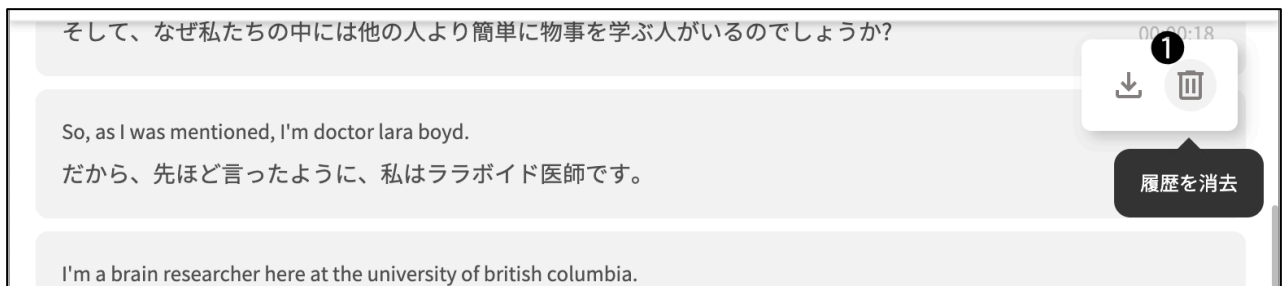 そして、なぜ私たちの中には他の人より簡単に物事を学ぶ人がいるのでしょうか?
1
So, as I was mentioned, I'm doctor lara boyd.
だから、先ほど言ったように、私はララボイド医師です。
履歴を消去
I'm a brain researcher here at the university of british columbia.